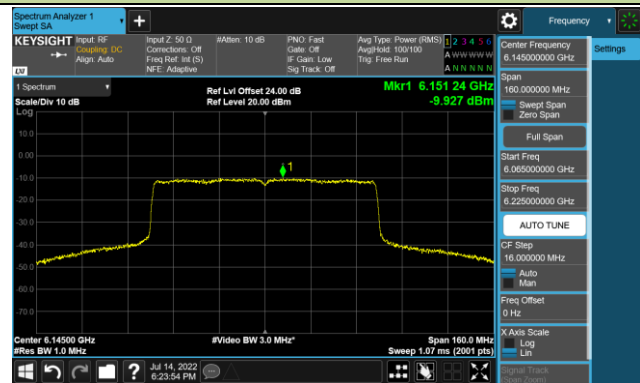 Spectrum Analyzer 1
Swept SA
Frequency
KEYSIGHT
Input: RF
Coupling: DC
Align: Auto
Input Z: 50 Ω
Corrections: Off
Freq Ref: Int (S)
NFE: Adaptive
#Atten: 10 dB
PNO: Fast
Gate: Off
IF Gain: Low
Sig Track: Off
Avg Type: Power (RMS)
Avg|Hold: 100/100
Trig: Free Run
1 2 3 4 5 6
A W W W W W
A N N N N N
LXI
1 Spectrum
Scale/Div 10 dB
Log
Ref Lvl Offset 24.00 dB
Ref Level 20.00 dBm
Mkr1 6.151 24 GHz
-9.927 dBm
10.0
0.00
-10.0
-20.0
-30.0
-40.0
-50.0
-60.0
-70.0
1
Center 6.14500 GHz
#Res BW 1.0 MHz
#Video BW 3.0 MHz*
Span 160.0 MHz
Sweep 1.07 ms (2001 pts)
Jul 14, 2022
6:23:54 PM
Center Frequency
6.145000000 GHz
Settings
Span
160.000000 MHz
Swept Span
Zero Span
Full Span
Start Freq
6.065000000 GHz
Stop Freq
6.225000000 GHz
AUTO TUNE
CF Step
16.000000 MHz
Auto
Man
Freq Offset
0 Hz
X Axis Scale
Log
Lin
Signal Track
(Span Zoom)